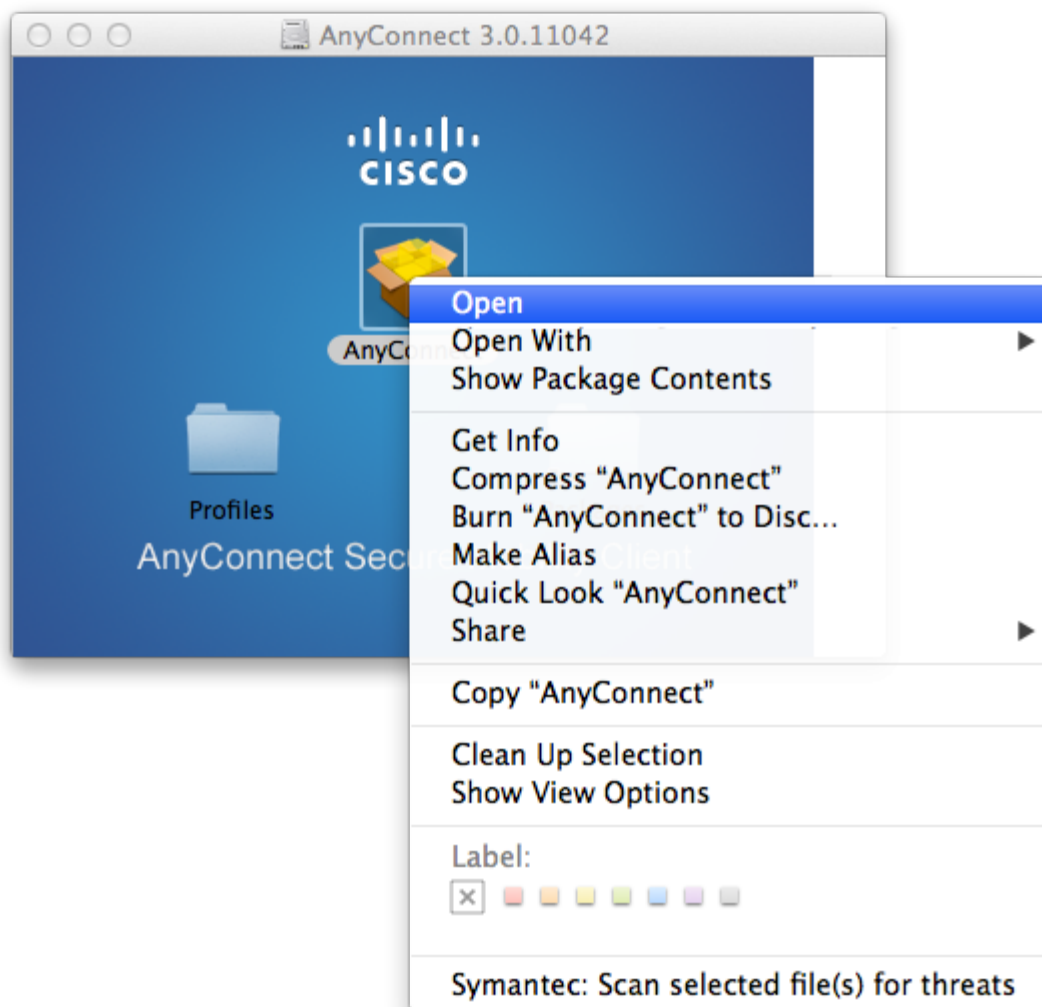 AnyConnect 3.0.11042
CISCO
AnyConnect
Open
Open With
Show Package Contents
Get Info
Compress “AnyConnect”
Burn “AnyConnect” to Disc...
Make Alias
Quick Look “AnyConnect”
Share
Profiles
AnyConnect Secure Client
Copy “AnyConnect”
Clean Up Selection
Show View Options
Label:
Symantec: Scan selected file(s) for threats